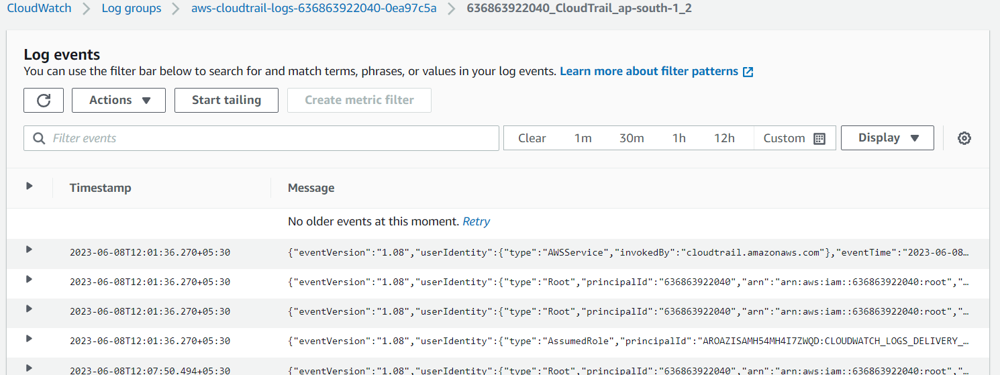 CloudWatch > Log groups > aws-cloudtrail-logs-636863922040-0ea97c5a > 636863922040_CloudTrail_ap-south-1_2
Log events
You can use the filter bar below to search for and match terms, phrases, or values in your log events. Learn more about filter patterns
Actions Start tailing Create metric filter
Filter events Clear 1m 30m 1h 12h Custom Display
Timestamp Message
No older events at this moment. Retry
2023-06-08T12:01:36.270+05:30 {"eventVersion":"1.08","userIdentity":{"type":"AWSService","invokedBy":"cloudtrail.amazonaws.com"},"eventTime":"2023-06-08…
2023-06-08T12:01:36.270+05:30 {"eventVersion":"1.08","userIdentity":{"type":"Root","principalId":"636863922040","arn":"arn:aws:iam::636863922040:root","…
2023-06-08T12:01:36.270+05:30 {"eventVersion":"1.08","userIdentity":{"type":"Root","principalId":"636863922040","arn":"arn:aws:iam::636863922040:root","…
2023-06-08T12:01:36.270+05:30 {"eventVersion":"1.08","userIdentity":{"type":"AssumedRole","principalId":"AROAZISAMH54MH4I7ZWQD:CLOUDWATCH_LOGS_DELIVERY_…
2023-06-08T12:07:50.494+05:30 {"eventVersion":"1.08","userIdentity":{"type":"Root","principalId":"636863922040","arn":"arn:aws:iam::636863922040:root","…